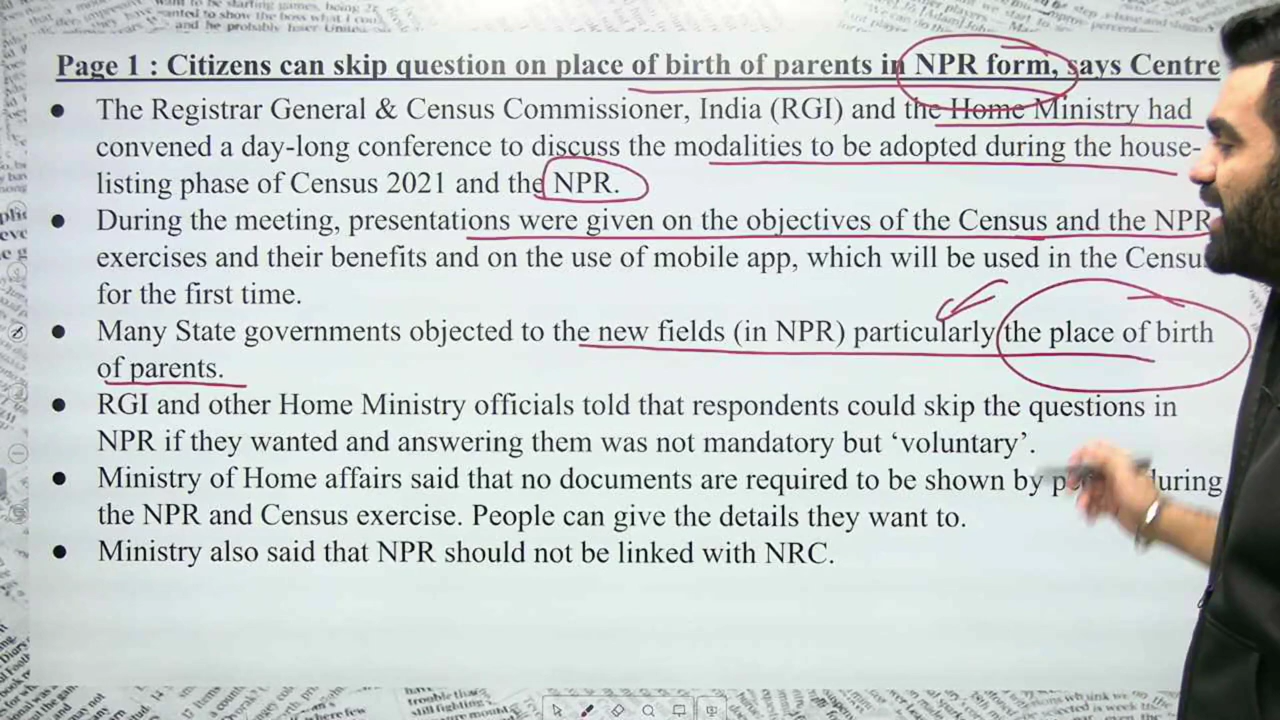 Page 1 : Citizens can skip question on place of birth of parents in NPR form, says Centre
● The Registrar General & Census Commissioner, India (RGI) and the Home Ministry had
convened a day-long conference to discuss the modalities to be adopted during the house-
listing phase of Census 2021 and the NPR.
● During the meeting, presentations were given on the objectives of the Census and the NPR
exercises and their benefits and on the use of mobile app, which will be used in the Census
for the first time.
● Many State governments objected to the new fields (in NPR) particularly the place of birth
of parents.
● RGI and other Home Ministry officials told that respondents could skip the questions in
NPR if they wanted and answering them was not mandatory but ‘voluntary’.
● Ministry of Home affairs said that no documents are required to be shown by during
the NPR and Census exercise. People can give the details they want to.
● Ministry also said that NPR should not be linked with NRC.